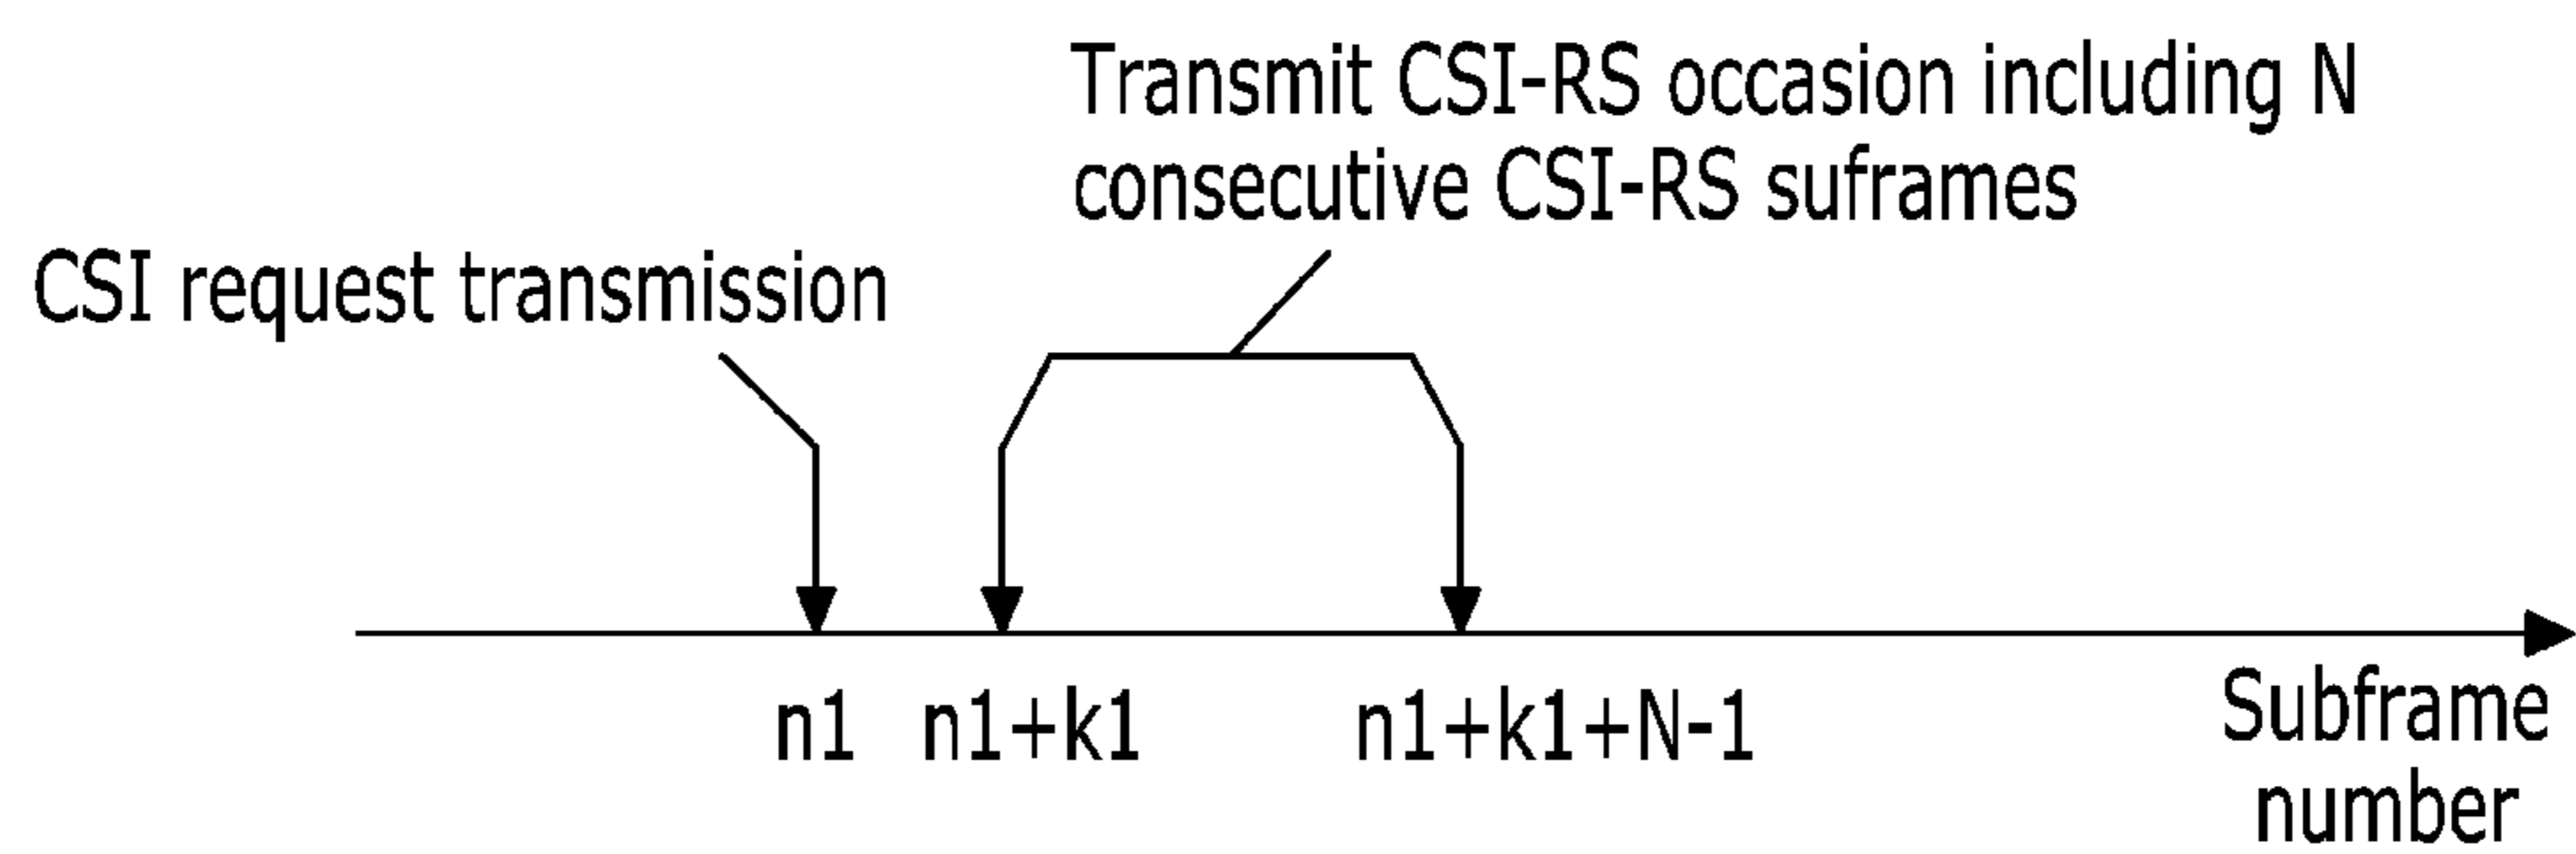 Transmit CSI-RS occasion including N
consecutive CSI-RS suframes
CSI request transmission
n1
n1+k1
n1+k1+N-1
Subframe
number